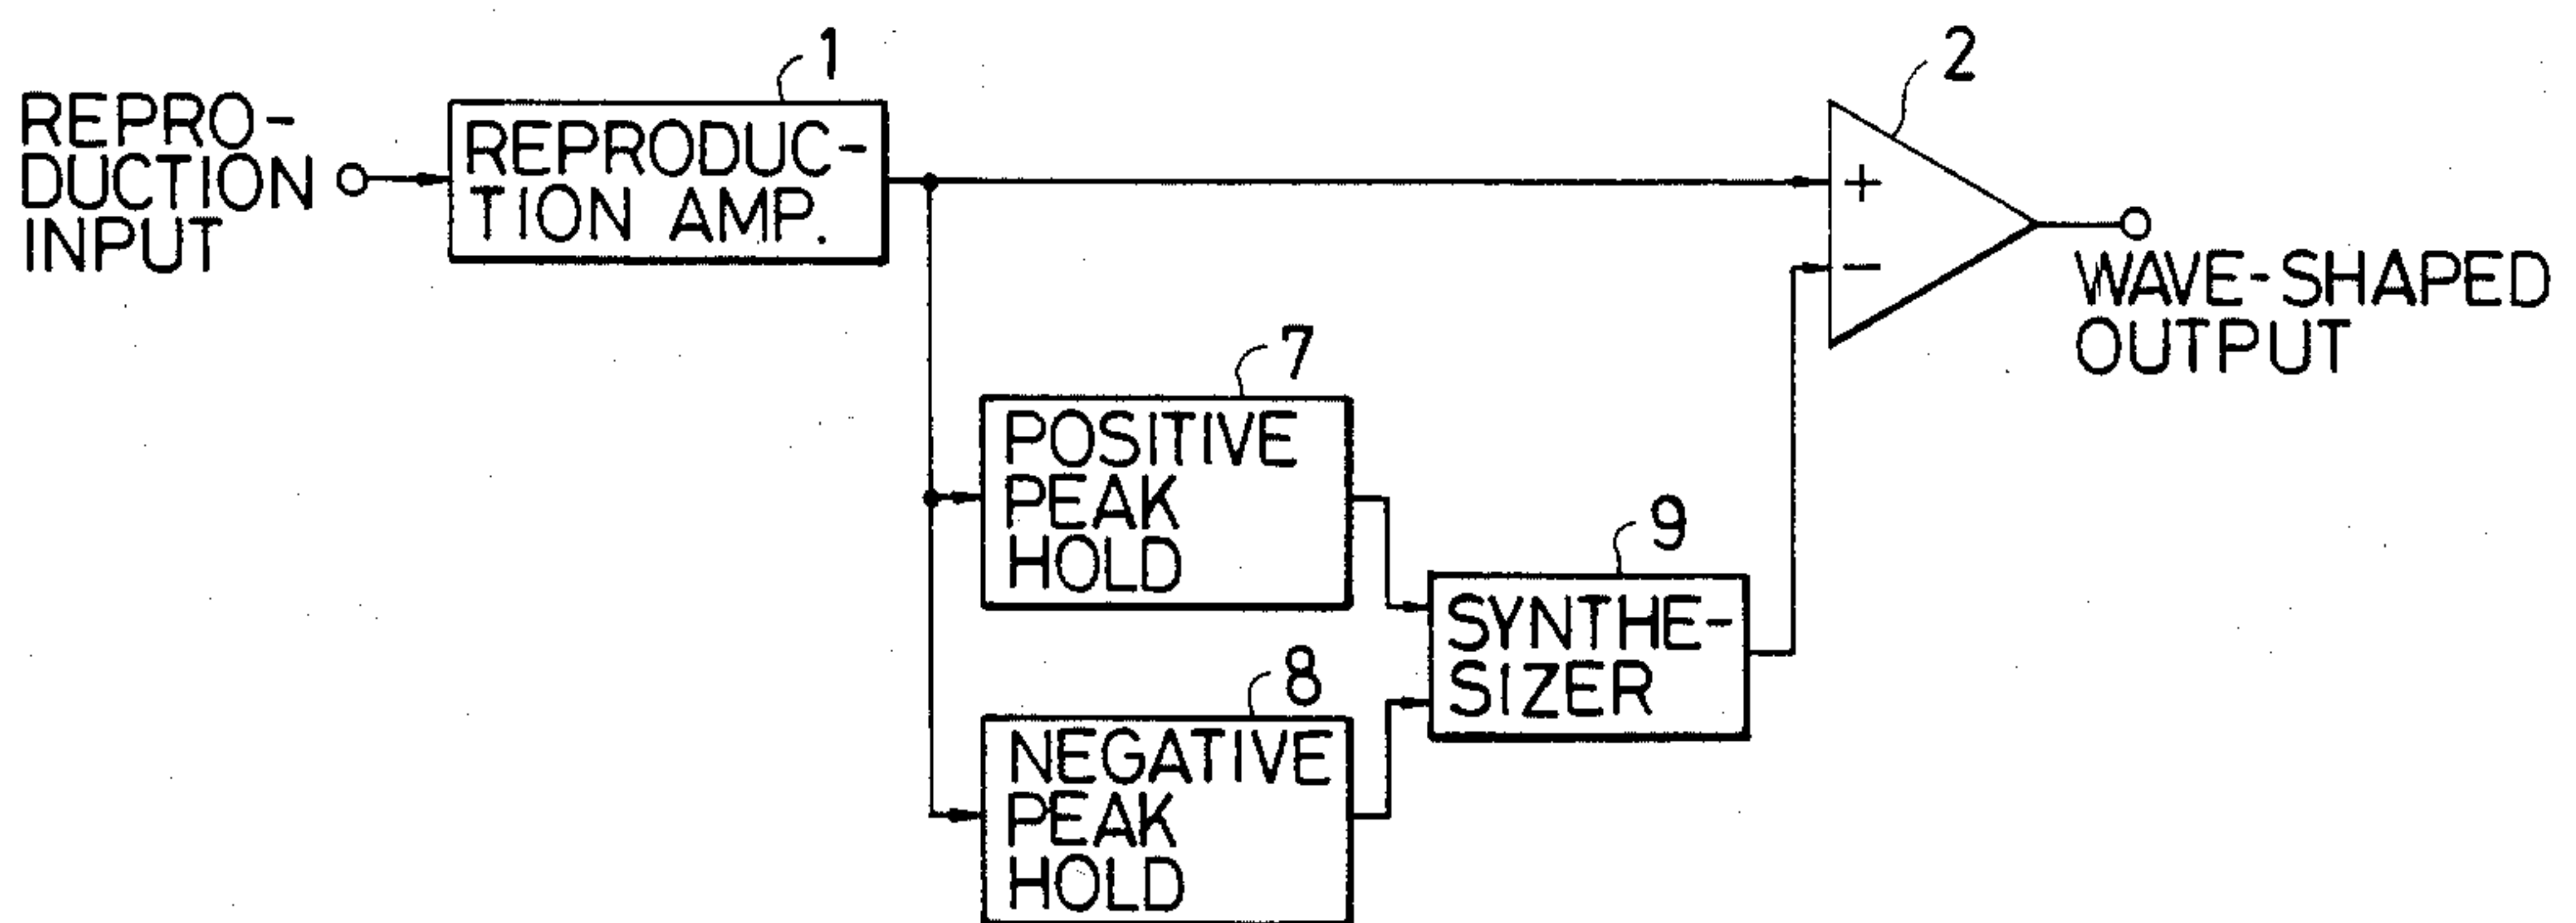 REPRO-
DUCTION
INPUT
1
REPRODUC-
TION AMP.
2
+
-
WAVE-SHAPED
OUTPUT
7
POSITIVE
PEAK
HOLD
8
NEGATIVE
PEAK
HOLD
9
SYNTHE-
SIZER